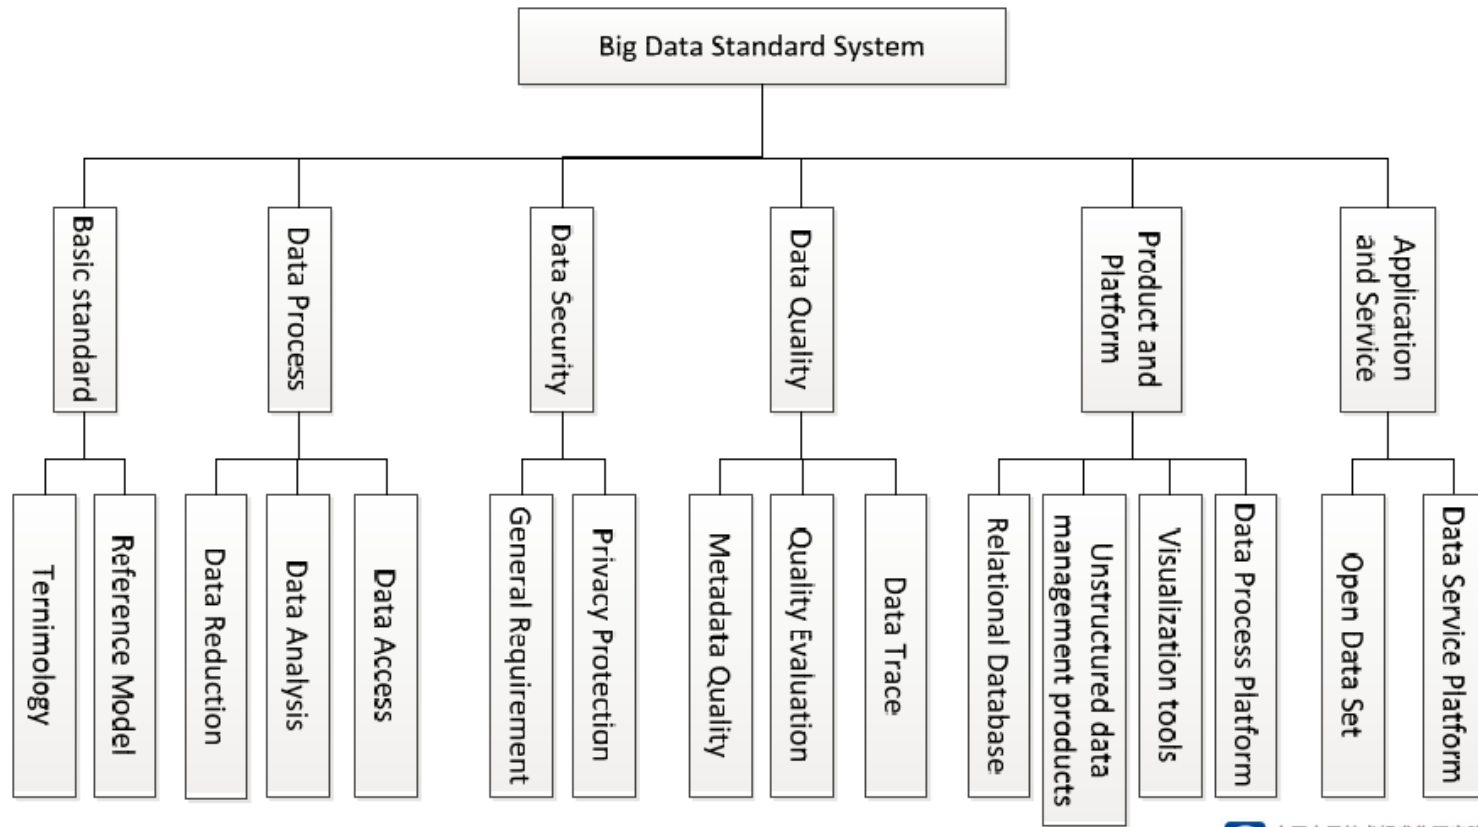 Big Data Standard System
Basic standard
Data Process
Data Security
Data Quality
Product and
Platform
Application
and Service
Ternimology
Reference Model
Data Reduction
Data Analysis
Data Access
General Requirement
Privacy Protection
Metadata Quality
Quality Evaluation
Data Trace
Relational Database
Unstructured data
management products
Visualization tools
Data Process Platform
Open Data Set
Data Service Platform